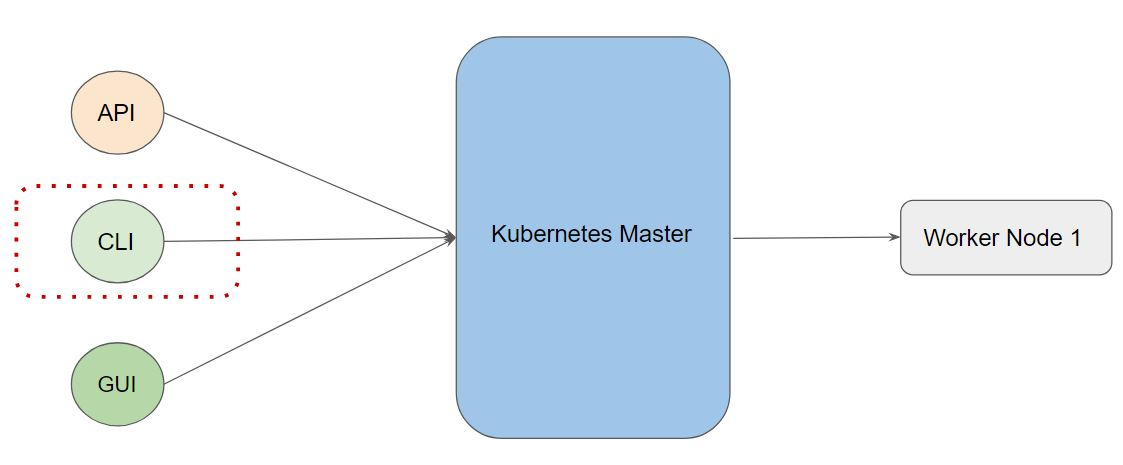 API
CLI
GUI
Kubernetes Master
Worker Node 1